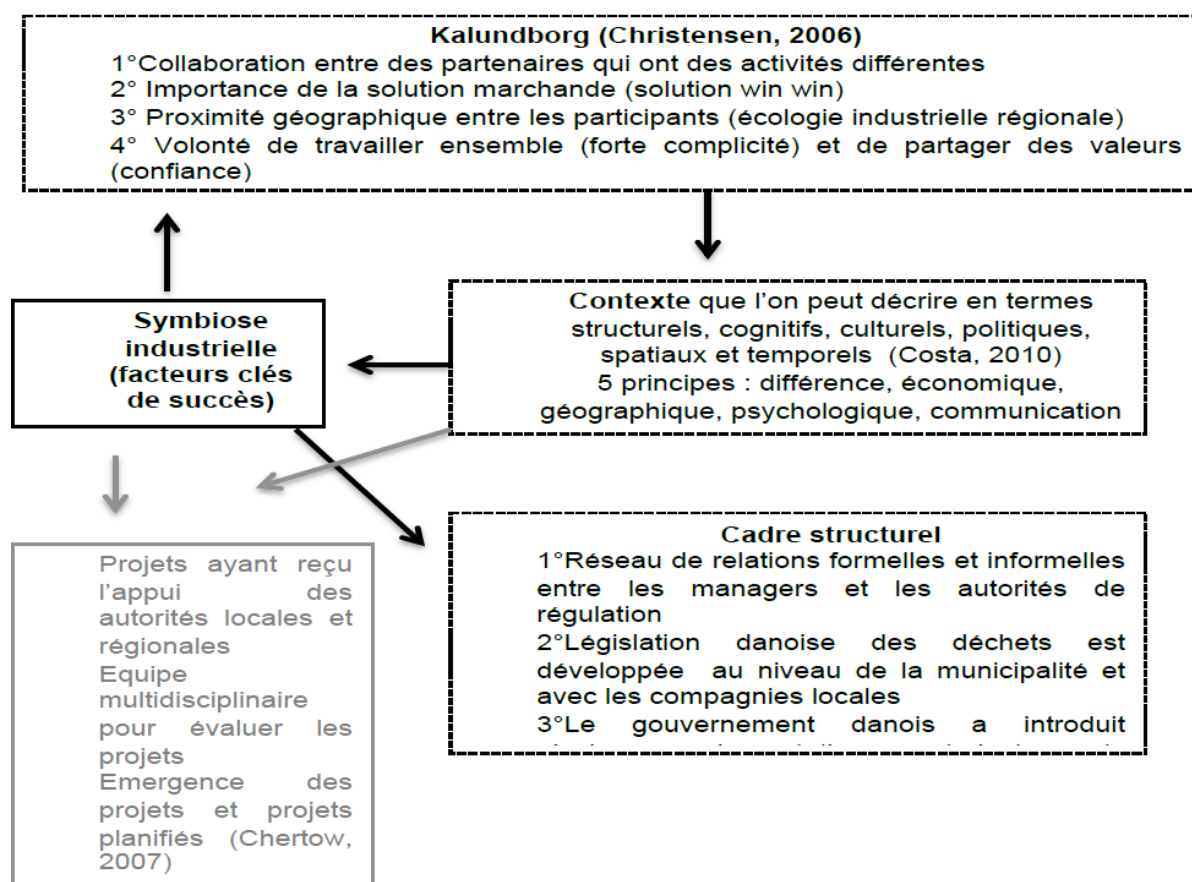 Kalundborg (Christensen, 2006)
1°Collaboration entre des partenaires qui ont des activités différentes
2° Importance de la solution marchande (solution win win)
3° Proximité géographique entre les participants (écologie industrielle régionale)
4° Volonté de travailler ensemble (forte complicité) et de partager des valeurs
(confiance)
Symbiose
industrielle
(facteurs clés
de succès)
Contexte que l'on peut décrire en termes
structurels, cognitifs, culturels, politiques,
spatiaux et temporels (Costa, 2010)
5 principes : différence, économique,
géographique, psychologique, communication
Projets ayant reçu
l'appui des
autorités locales et
régionales
Equipe
multidisciplinaire
pour évaluer les
projets
Emergence des
projets et projets
planifiés (Chertow,
2007)
Cadre structurel
1°Réseau de relations formelles et informelles
entre les managers et les autorités de
régulation
2°Législation danoise des déchets est
développée au niveau de la municipalité et
avec les compagnies locales
3°Le gouvernement danois a introduit